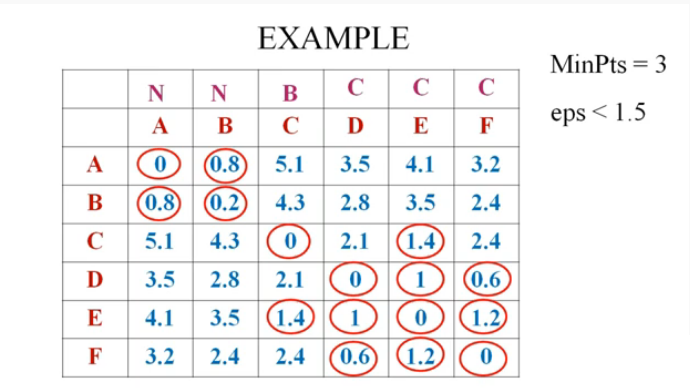 EXAMPLE
MinPts = 3
eps < 1.5
N N B C C C
A B C D E F
A 0 0.8 5.1 3.5 4.1 3.2
B 0.8 0.2 4.3 2.8 3.5 2.4
C 5.1 4.3 0 2.1 1.4 2.4
D 3.5 2.8 2.1 0 1 0.6
E 4.1 3.5 1.4 1 0 1.2
F 3.2 2.4 2.4 0.6 1.2 0